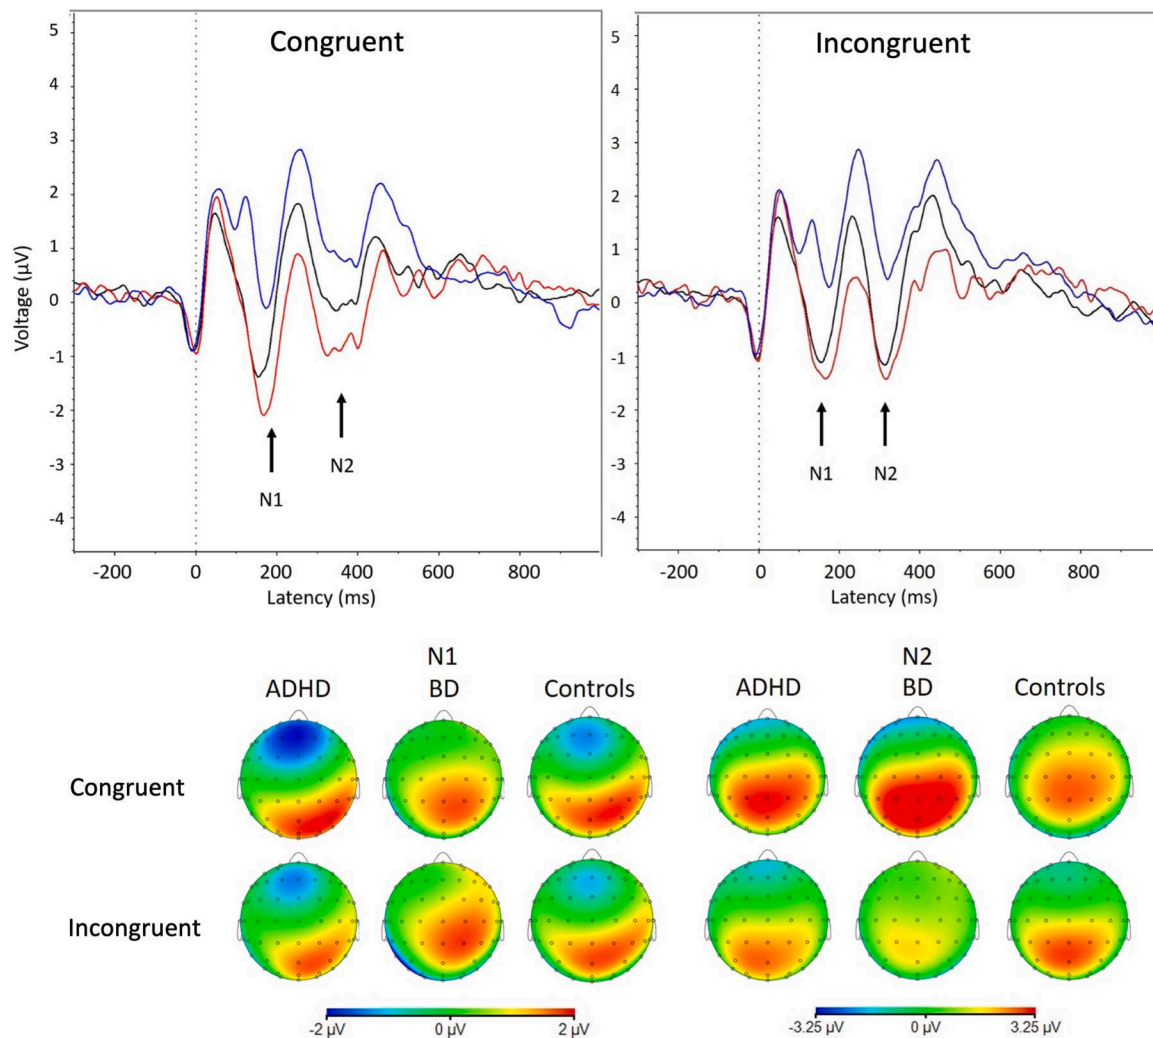 Congruent
5
4
3
2
1
0
-1
-2
-3
-4
Voltage (µV)
N1
N2
-200 0 200 400 600 800
Latency (ms)
Incongruent
5
4
3
2
1
0
-1
-2
-3
-4
N1
N2
-200 0 200 400 600 800
Latency (ms)
N1
ADHD BD Controls
N2
ADHD BD Controls
Congruent
Incongruent
-2 µV 0 µV 2 µV
-3.25 µV 0 µV 3.25 µV